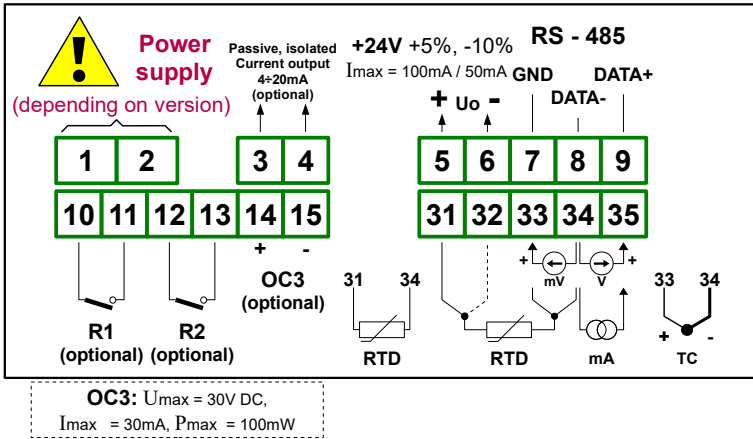 Power
supply
(depending on version)
Passive, isolated
Current output
4÷20mA
(optional)
+24V +5%, -10%
Imax = 100mA / 50mA
+ Uo -
RS - 485
GND DATA+
DATA-
1 2 3 4 5 6 7 8 9
10 11 12 13 14 15 31 32 33 34 35
+ -
OC3
(optional)
R1
(optional)
R2
(optional)
31 34
RTD
RTD
+ mV
V +
mA
33 34
+ -
TC
OC3: Umax = 30V DC,
Imax = 30mA, Pmax = 100mW